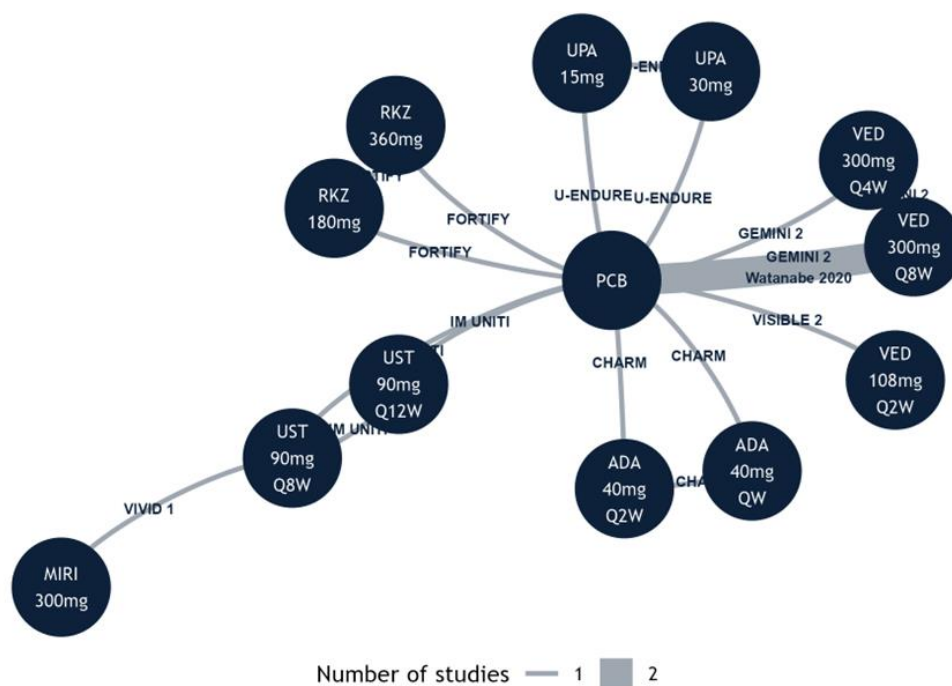 UPA
15mg
UPA
30mg
RKZ
360mg
RKZ
180mg
VED
300mg
Q4W
VED
300mg
Q8W
U-ENDURE
U-ENDURE
FORTIFY
FORTIFY
GEMINI 2
GEMINI 2
Watanabe 2020
PCB
VISIBLE 2
IM UNITI
UST
90mg
Q12W
CHARM
CHARM
VED
108mg
Q2W
UST
90mg
Q8W
ADA
40mg
Q2W
ADA
40mg
QW
VIVID 1
MIRI
300mg
Number of studies 1 2